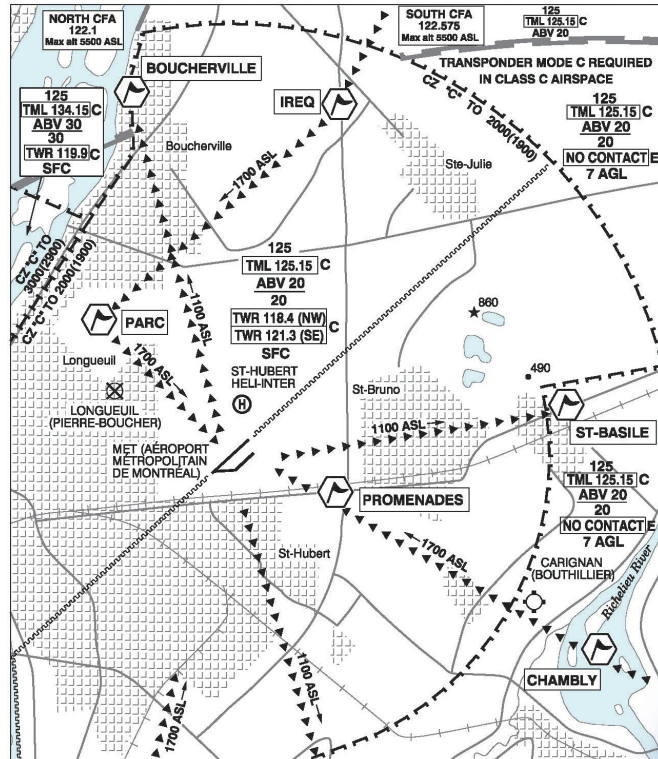 NORTH CFA
122.1
Max alt 5500 ASL
SOUTH CFA
122.575
Max alt 5500 ASL
125
TML 125.15 C
ABV 20
TRANSPONDER MODE C REQUIRED
IN CLASS C AIRSPACE
BOUCHERVILLE
IREQ
CZ "C" TO 2000(1900)
125
TML 134.15 C
ABV 30
30
TWR 119.9 C
SFC
125
TML 125.15 C
ABV 20
20
NO CONTACT E
7 AGL
Boucherville
Ste-Julie
1700 ASL
CZ "C" TO
3000(2900)
CZ "C" TO 2000(1900)
125
TML 125.15 C
ABV 20
20
TWR 118.4 (NW)
TWR 121.3 (SE) C
SFC
1100 ASL
860
PARC
1700 ASL
Longueuil
ST-HUBERT
HELI-INTER
H
490
LONGUEUIL
(PIERRE-BOUCHER)
St-Bruno
ST-BASILE
1100 ASL
MET (AÉROPORT
MÉTROPOLITAIN
DE MONTRÉAL)
125
TML 125.15 C
ABV 20
20
NO CONTACT E
7 AGL
PROMENADES
St-Hubert
1700 ASL
CARIGNAN
(BOUTHILLIER)
Richelieu River
CHAMBLY
1100 ASL
1700 ASL